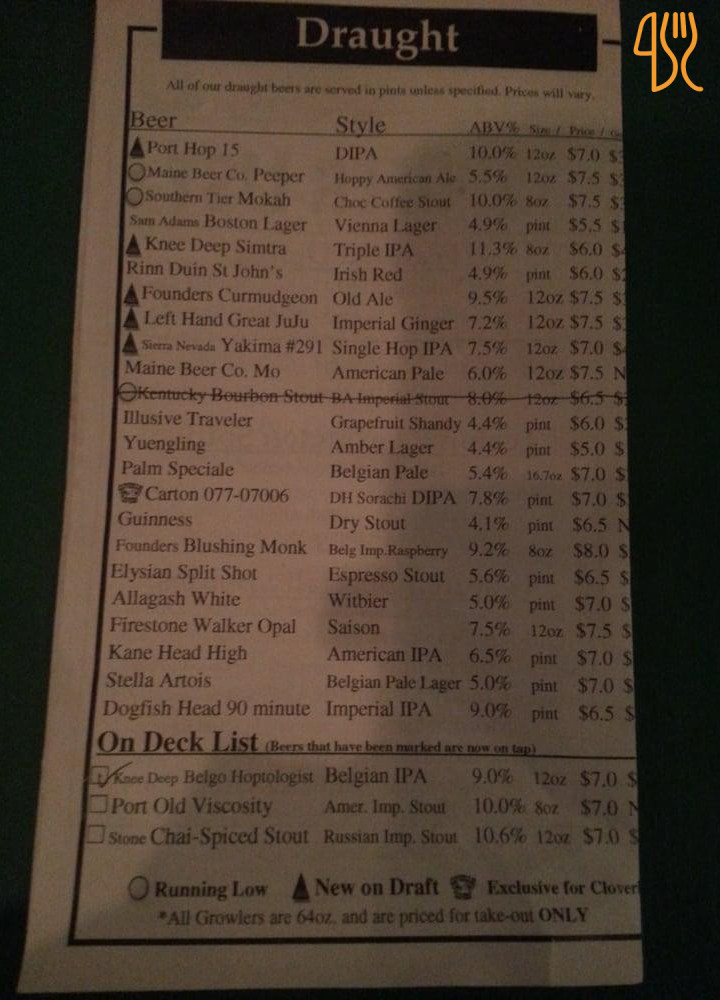 Draught
All of our draught beers are served in pints unless specified. Prices will vary.
Beer Style ABV% Size / Price /
Port Hop 15 DIPA 10.0% 12oz $7.0 $
Maine Beer Co. Peeper Hoppy American Ale 5.5% 12oz $7.5 $
Southern Tier Mokah Choc Coffee Stout 10.0% 8oz $7.5 $
Sam Adams Boston Lager Vienna Lager 4.9% pint $5.5 $
Knee Deep Simtra Triple IPA 11.3% 8oz $6.0 $
Rinn Duin St John's Irish Red 4.9% pint $6.0 $
Founders Curmudgeon Old Ale 9.5% 12oz $7.5 $
Left Hand Great JuJu Imperial Ginger 7.2% 12oz $7.5 $
Sierra Nevada Yakima #291 Single Hop IPA 7.5% 12oz $7.0 $
Maine Beer Co. Mo American Pale 6.0% 12oz $7.5 N
Kentucky Bourbon Stout BA Imperial Stout 8.0% 12oz $6.5 $
Illusive Traveler Grapefruit Shandy 4.4% pint $6.0 $
Yuengling Amber Lager 4.4% pint $5.0 $
Palm Speciale Belgian Pale 5.4% 16.7oz $7.0 $
Carton 077-07006 DH Sorachi DIPA 7.8% pint $7.0 $
Guinness Dry Stout 4.1% pint $6.5 N
Founders Blushing Monk Belg Imp.Raspberry 9.2% 8oz $8.0 $
Elysian Split Shot Espresso Stout 5.6% pint $6.5 $
Allagash White Witbier 5.0% pint $7.0 $
Firestone Walker Opal Saison 7.5% 12oz $7.5 $
Kane Head High American IPA 6.5% pint $7.0 $
Stella Artois Belgian Pale Lager 5.0% pint $7.0 $
Dogfish Head 90 minute Imperial IPA 9.0% pint $6.5 $
On Deck List (Beers that have been marked are now on tap)
Knee Deep Belgo Hoptologist Belgian IPA 9.0% 12oz $7.0 $
Port Old Viscosity Amer. Imp. Stout 10.0% 8oz $7.0 N
Stone Chai-Spiced Stout Russian Imp. Stout 10.6% 12oz $7.0 $
Running Low New on Draft Exclusive for Clover
*All Growlers are 64oz. and are priced for take-out ONLY